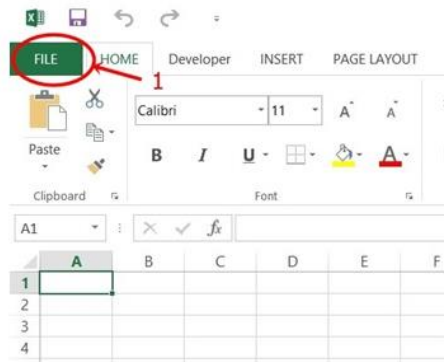 FILE HOME Developer INSERT PAGE LAYOUT
1
Calibri 11 A A
Paste B I U A
Clipboard Font
A1 fx
A B C D E F
1
2
3
4